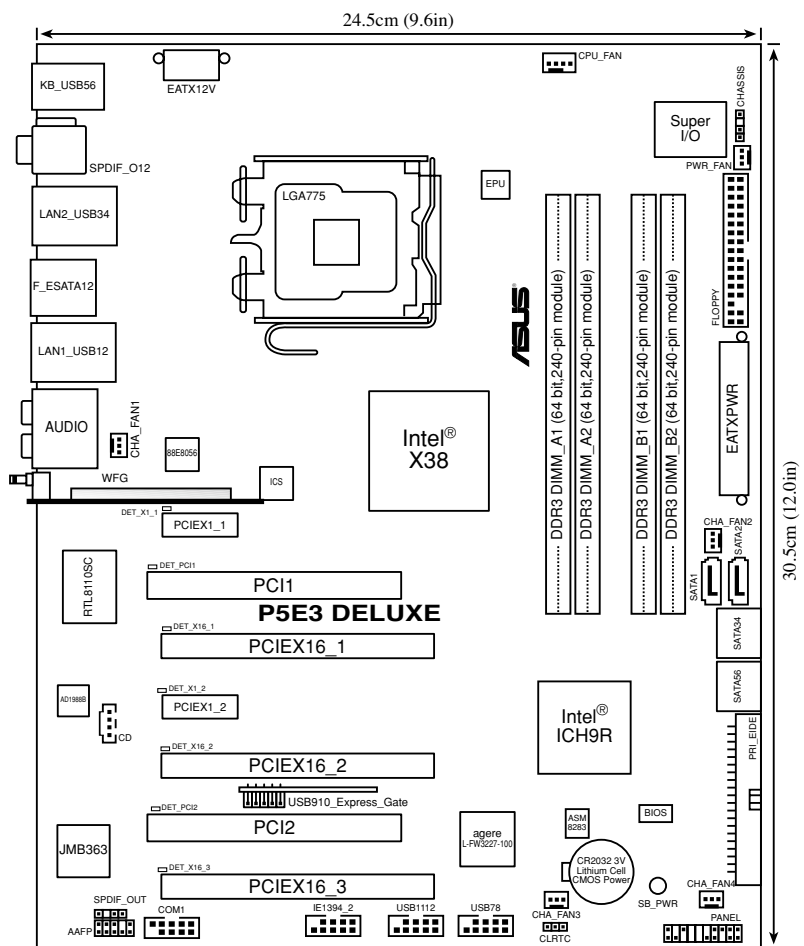 24.5cm (9.6in)
KB_USB56
EATX12V
CPU_FAN
CHASSIS
Super
I/O
PWR_FAN
SPDIF_O12
LGA775
EPU
LAN2_USB34
F_ESATA12
FLOPPY
LAN1_USB12
ASUS
DDR3 DIMM_A1 (64 bit,240-pin module)
DDR3 DIMM_A2 (64 bit,240-pin module)
DDR3 DIMM_B1 (64 bit,240-pin module)
DDR3 DIMM_B2 (64 bit,240-pin module)
EATXPWR
30.5cm (12.0in)
AUDIO
CHA_FAN1
88E8056
Intel®
X38
WFG
ICS
DET_X1_1
PCIEX1_1
CHA_FAN2
SATA2
SATA1
RTL8110SC
DET_PCI1
PCI1
P5E3 DELUXE
DET_X16_1
PCIEX16_1
SATA34
AD1988B
CD
DET_X1_2
PCIEX1_2
Intel®
ICH9R
SATA56
PRI_EIDE
DET_X16_2
PCIEX16_2
USB910_Express_Gate
DET_PCI2
PCI2
JMB363
agere
L-FW3227-100
ASM
8283
BIOS
CR2032 3V
Lithium Cell
CMOS Power
DET_X16_3
PCIEX16_3
SB_PWR
CHA_FAN4
SPDIF_OUT
AAFP
COM1
IE1394_2
USB1112
USB78
CHA_FAN3
CLRTC
PANEL